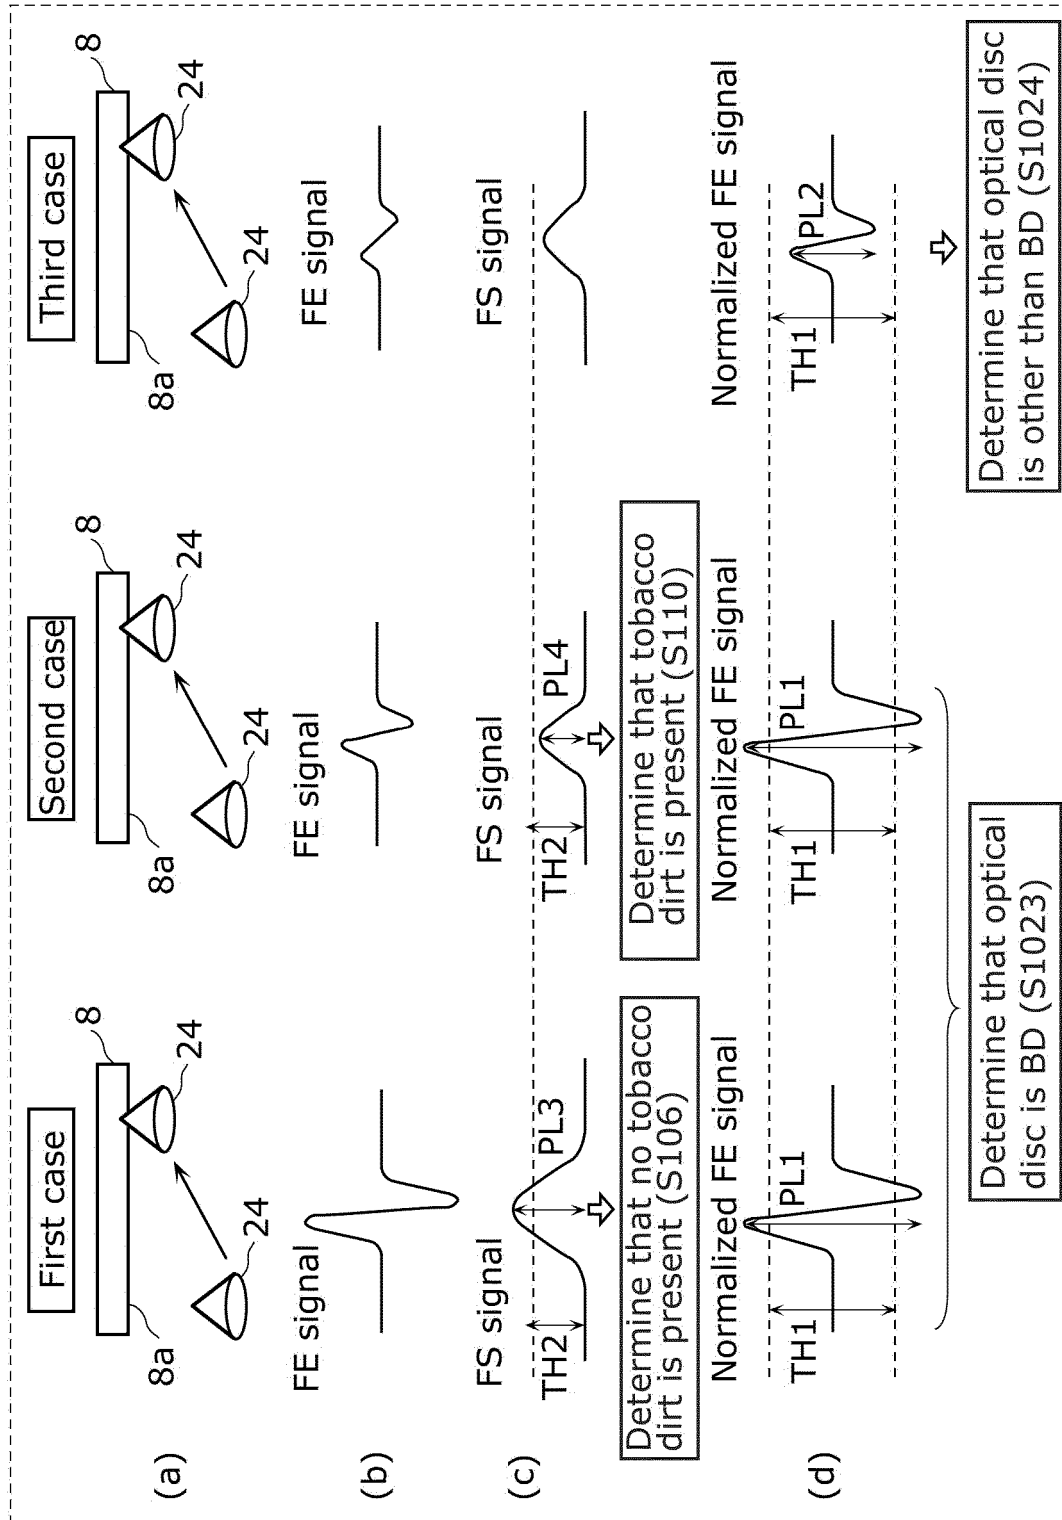 First case
Second case
Third case
(a)
8a
24
24
8
8a
24
24
8
8a
24
24
8
(b)
FE signal
FE signal
FE signal
(c)
FS signal
TH2
PL3
FS signal
TH2
PL4
FS signal
Determine that no tobacco
dirt is present (S106)
Determine that tobacco
dirt is present (S110)
(d)
Normalized FE signal
TH1
PL1
Normalized FE signal
TH1
PL1
Normalized FE signal
TH1
PL2
Determine that optical
disc is BD (S1023)
Determine that optical disc
is other than BD (S1024)